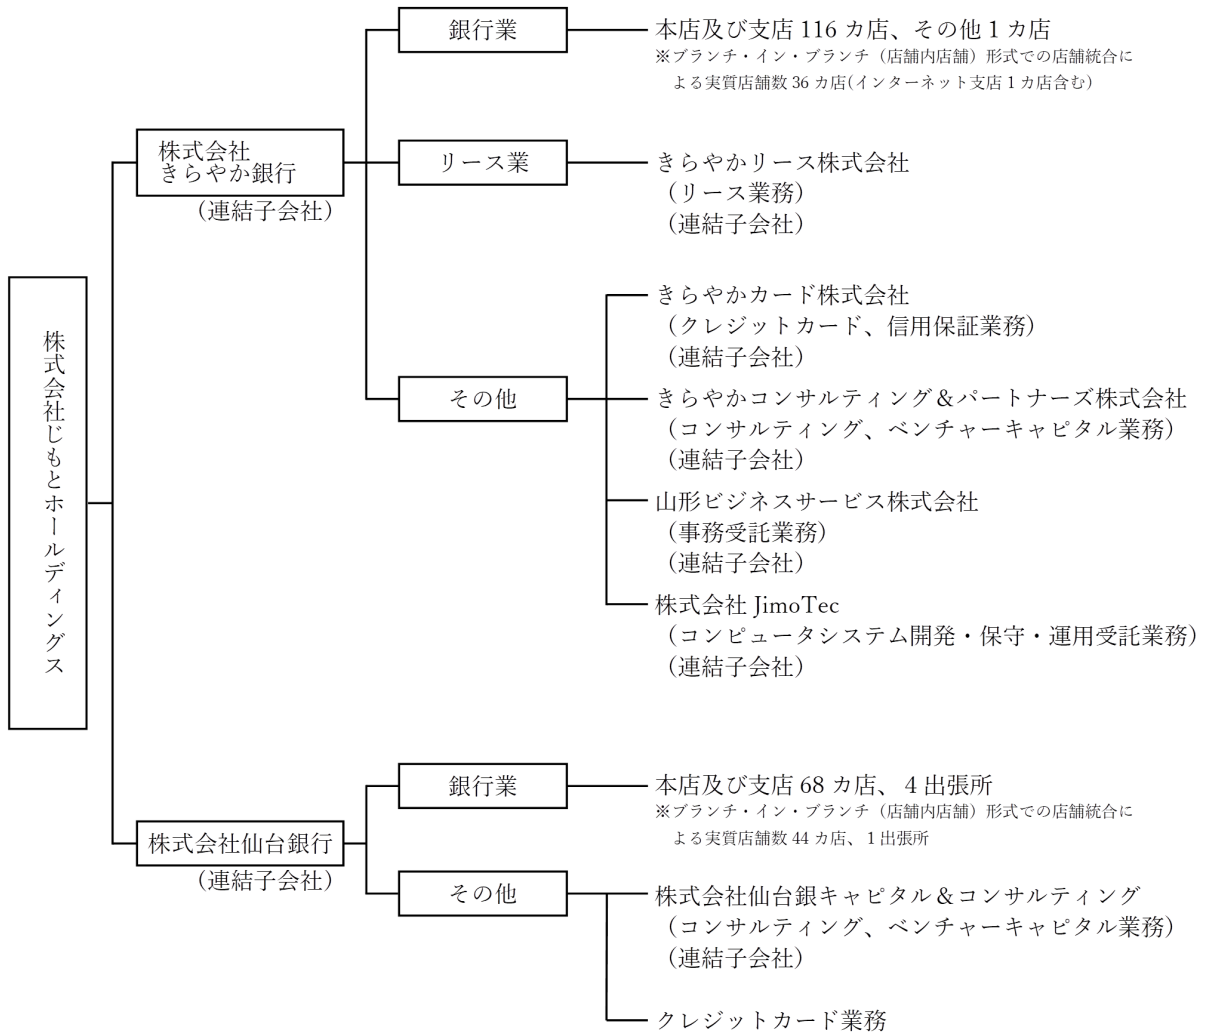 株式会社じもとホールディングス
株式会社
きらやか銀行
（連結子会社）
銀行業
本店及び支店 116 カ店、その他 1 カ店
※ブランチ・イン・ブランチ（店舗内店舗）形式での店舗統合に
よる実質店舗数 36 カ店(インターネット支店 1 カ店含む)
リース業
きらやかリース株式会社
（リース業務）
（連結子会社）
その他
きらやかカード株式会社
（クレジットカード、信用保証業務）
（連結子会社）
きらやかコンサルティング＆パートナーズ株式会社
（コンサルティング、ベンチャーキャピタル業務）
（連結子会社）
山形ビジネスサービス株式会社
（事務受託業務）
（連結子会社）
株式会社 JimoTec
（コンピュータシステム開発・保守・運用受託業務）
（連結子会社）
株式会社仙台銀行
（連結子会社）
銀行業
本店及び支店 68 カ店、４出張所
※ブランチ・イン・ブランチ（店舗内店舗）形式での店舗統合に
よる実質店舗数 44 カ店、１出張所
その他
株式会社仙台銀キャピタル＆コンサルティング
（コンサルティング、ベンチャーキャピタル業務）
（連結子会社）
クレジットカード業務